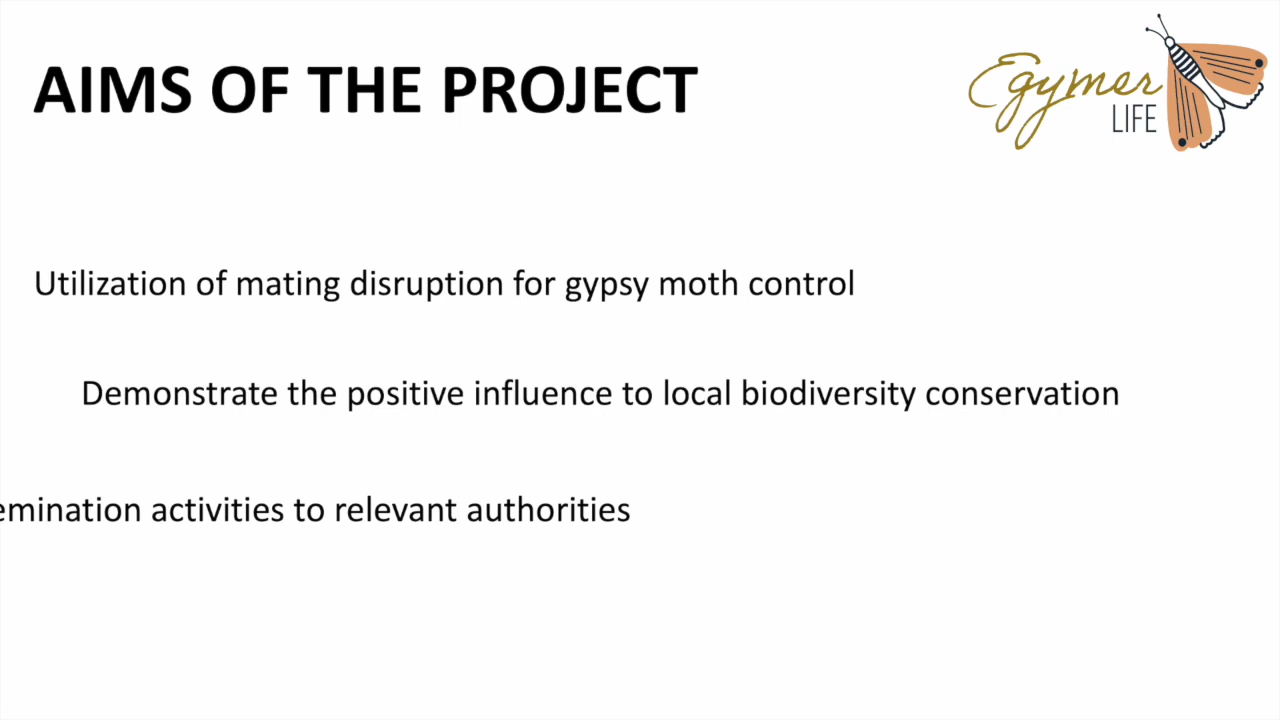 AIMS OF THE PROJECT
Egymer
LIFE
Utilization of mating disruption for gypsy moth control
Demonstrate the positive influence to local biodiversity conservation
emination activities to relevant authorities